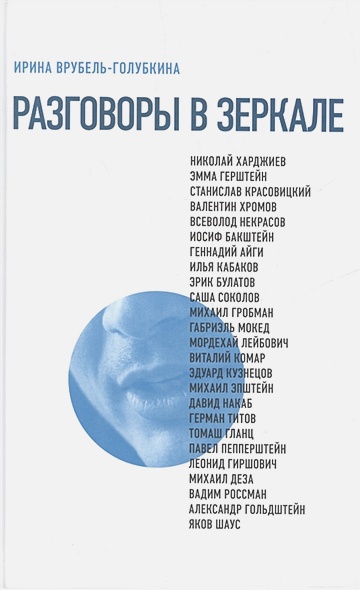 ИРИНА ВРУБЕЛЬ-ГОЛУБКИНА
РАЗГОВОРЫ В ЗЕРКАЛЕ
НИКОЛАЙ ХАРДЖИЕВ
ЭММА ГЕРШТЕЙН
СТАНИСЛАВ КРАСОВИЦКИЙ
ВАЛЕНТИН ХРОМОВ
ВСЕВОЛОД НЕКРАСОВ
ИОСИФ БАКШТЕЙН
ГЕННАДИЙ АЙГИ
ИЛЬЯ КАБАКОВ
ЭРИК БУЛАТОВ
САША СОКОЛОВ
МИХАИЛ ГРОБМАН
ГАБРИЭЛЬ МОКЕД
МОРДЕХАЙ ЛЕЙБОВИЧ
ВИТАЛИЙ КОМАР
ЭДУАРД КУЗНЕЦОВ
МИХАИЛ ЭПШТЕЙН
ДАВИД НАКАБ
ГЕРМАН ТИТОВ
ТОМАШ ГЛАНЦ
ПАВЕЛ ПЕППЕРШТЕЙН
ЛЕОНИД ГИРШОВИЧ
МИХАИЛ ДЕЗА
ВАДИМ РОССМАН
АЛЕКСАНДР ГОЛЬДШТЕЙН
ЯКОВ ШАУС